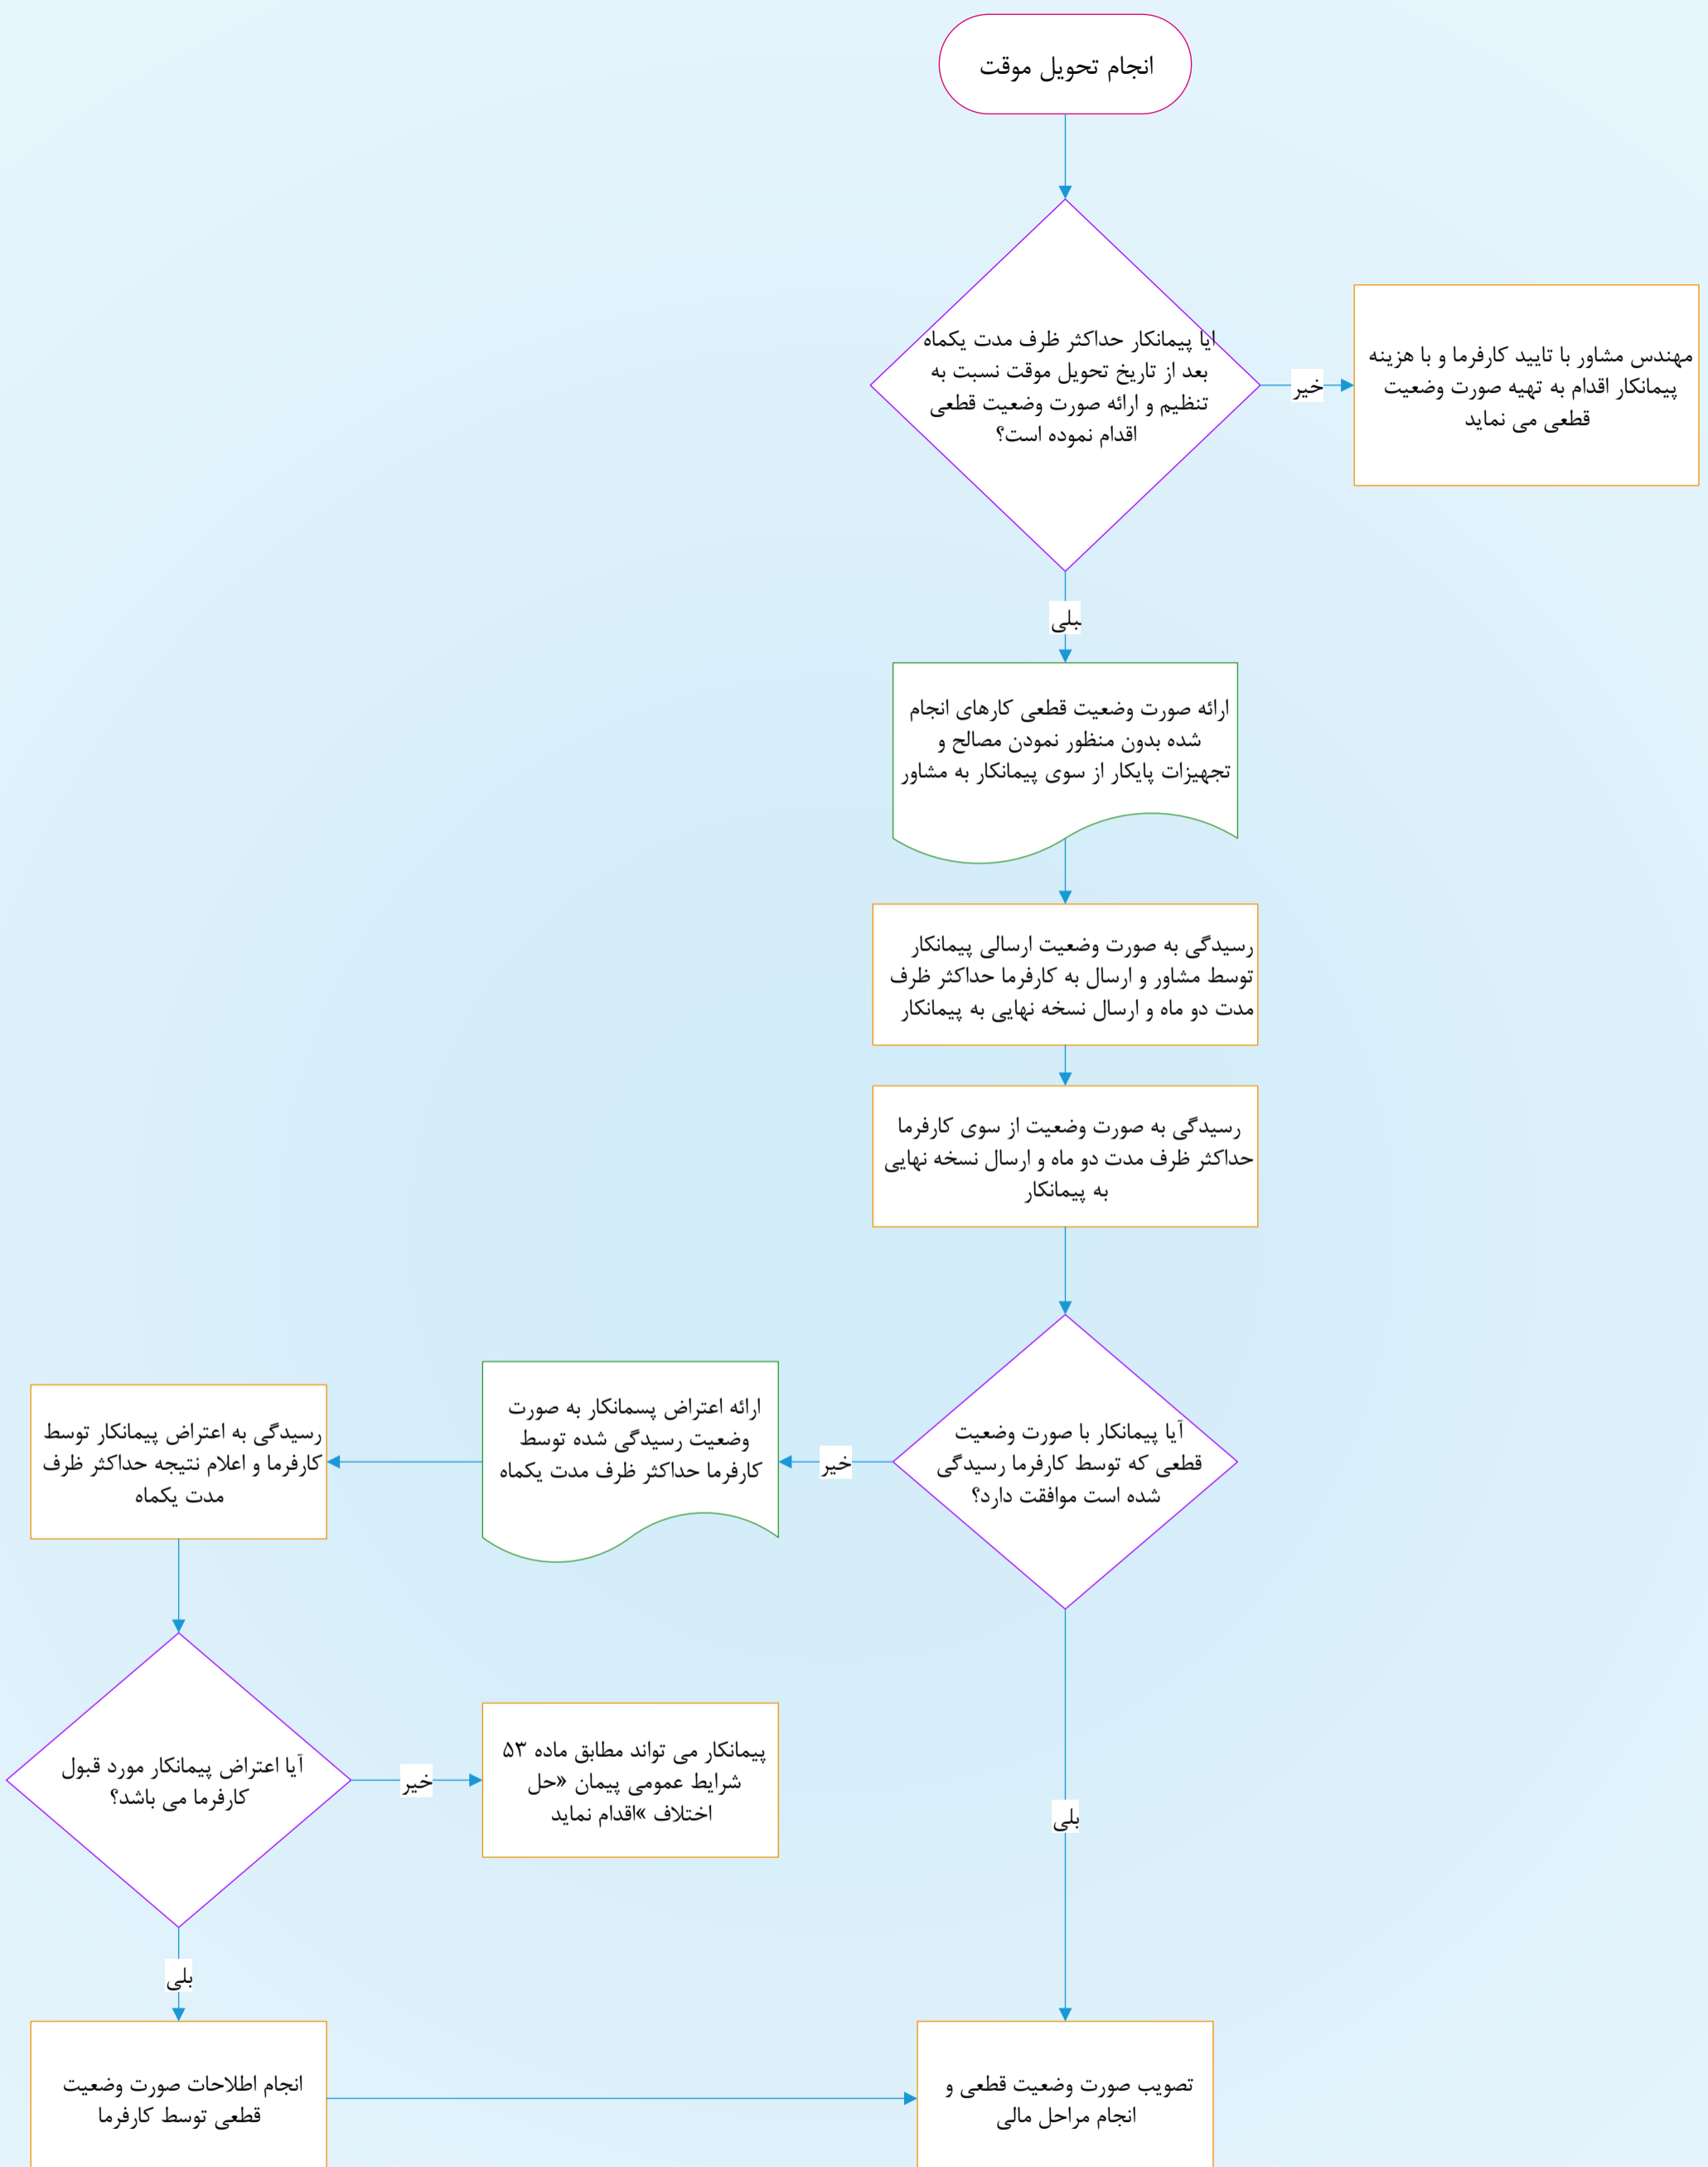 انجام تحویل موقت
ایا پیمانکار حداکثر ظرف مدت یکماه
بعد از تاریخ تحویل موقت نسبت به
تنظیم و ارائه صورت وضعیت قطعی
اقدام نموده است؟
خیر
مهندس مشاور با تایید کارفرما و با هزینه
پیمانکار اقدام به تهیه صورت وضعیت
قطعی می نماید
بلی
ارائه صورت وضعیت قطعی کارهای انجام
شده بدون منظور نمودن مصالح و
تجهیزات پایکار از سوی پیمانکار به مشاور
رسیدگی به صورت وضعیت ارسالی پیمانکار
توسط مشاور و ارسال به کارفرما حداکثر ظرف
مدت دو ماه و ارسال نسخه نهایی به پیمانکار
رسیدگی به صورت وضعیت از سوی کارفرما
حداکثر ظرف مدت دو ماه و ارسال نسخه نهایی
به پیمانکار
آیا پیمانکار با صورت وضعیت
قطعی که توسط کارفرما رسیدگی
شده است موافقت دارد؟
خیر
ارائه اعتراض پسمانکار به صورت
وضعیت رسیدگی شده توسط
کارفرما حداکثر ظرف مدت یکماه
رسیدگی به اعتراض پیمانکار توسط
کارفرما و اعلام نتیجه حداکثر ظرف
مدت یکماه
آیا اعتراض پیمانکار مورد قبول
کارفرما می باشد؟
خیر
پیمانکار می تواند مطابق ماده ۵۳
شرایط عمومی پیمان «حل
اختلاف »اقدام نماید
بلی
بلی
انجام اطلاحات صورت وضعیت
قطعی توسط کارفرما
تصویب صورت وضعیت قطعی و
انجام مراحل مالی